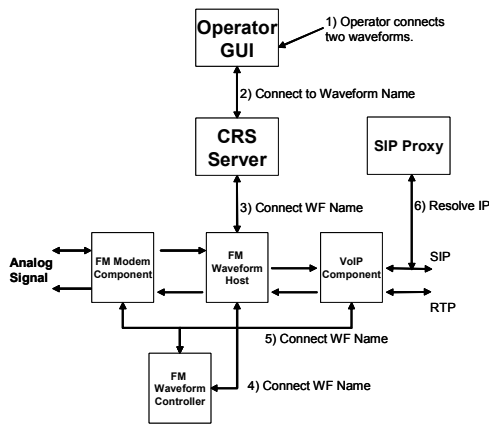 Operator
GUI
1) Operator connects
two waveforms.
2) Connect to Waveform Name
CRS
Server
SIP Proxy
3) Connect WF Name
6) Resolve IP
Analog
Signal
FM Modem
Component
FM
Waveform
Host
VoIP
Component
SIP
RTP
5) Connect WF Name
FM
Waveform
Controller
4) Connect WF Name